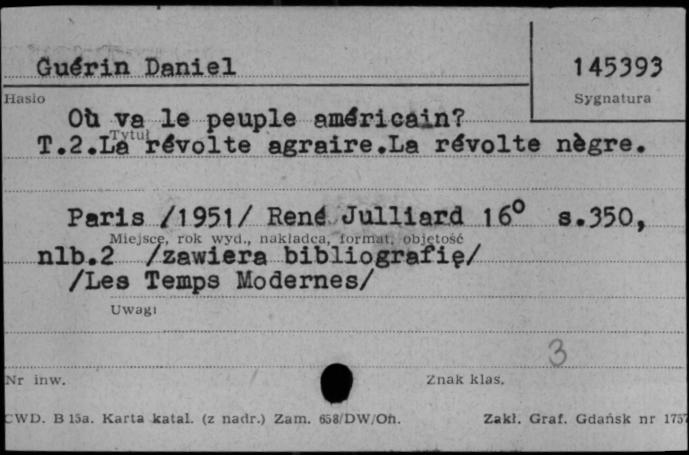 Guérin Daniel
145393
Hasło
Sygnatura
Où va le peuple américain?
Tytuł
T.2.La révolte agraire.La révolte nègre.
Paris /1951/ René Julliard 16° s.350,
Miejsce, rok wyd., nakładca, format, objętość
nlb.2 /zawiera bibliografię/
/Les Temps Modernes/
Uwagi
3
Nr inw.
Znak klas.
CWD. B 15a. Karta katal. (z nadr.) Zam. 658/DW/Oh.
Zakł. Graf. Gdańsk nr 1757